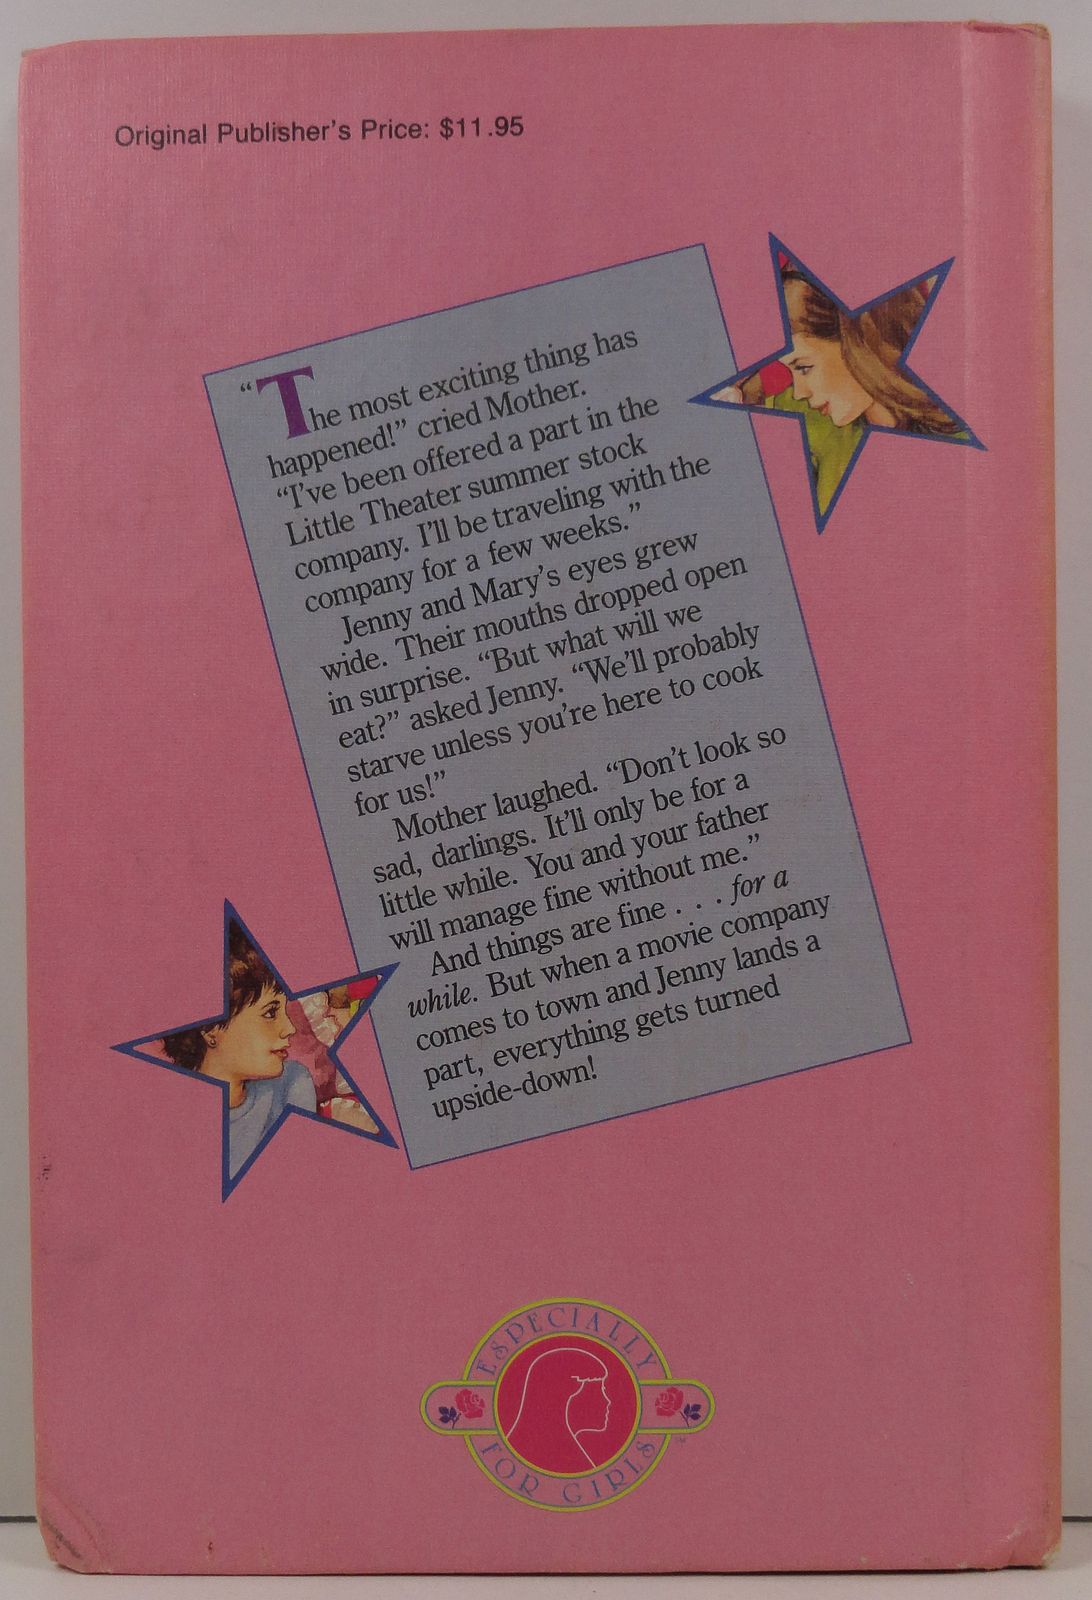 Original Publisher's Price: $11.95
“The most exciting thing has
happened!” cried Mother.
“I've been offered a part in the
Little Theater summer stock
company. I'll be traveling with the
company for a few weeks.”
Jenny and Mary's eyes grew
wide. Their mouths dropped open
in surprise. “But what will we
eat?” asked Jenny. “We'll probably
starve unless you're here to cook
for us!”
Mother laughed. “Don't look so
sad, darlings. It'll only be for a
little while. You and your father
will manage fine without me.”
And things are fine . . . for a
while. But when a movie company
comes to town and Jenny lands a
part, everything gets turned
upside-down!
ESPECIALLY
FOR GIRLS